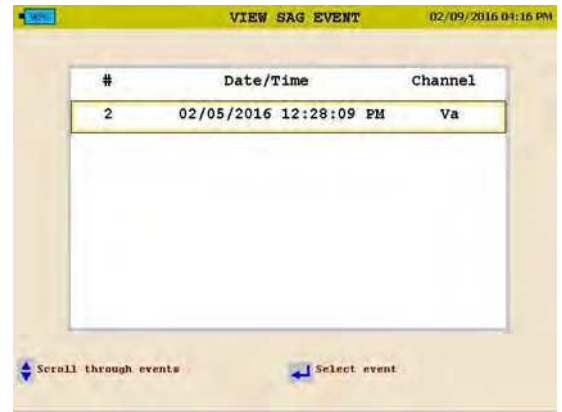 VIEW SAG EVENT 02/09/2016 04:16 PM
# Date/Time Channel
2 02/05/2016 12:28:09 PM Va
Scroll through events Select event